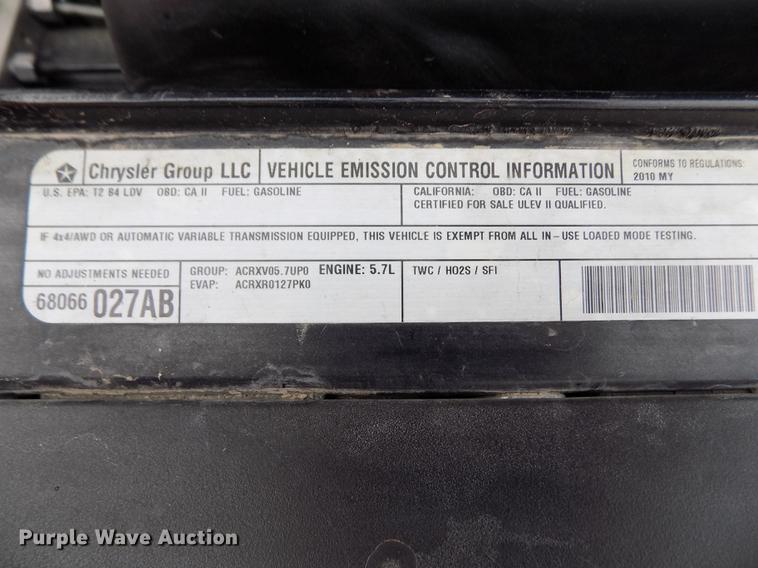 Chrysler Group LLC
VEHICLE EMISSION CONTROL INFORMATION
CONFORMS TO REGULATIONS:
2010 MY
U.S. EPA: T2 B4 LDV OBD: CA II FUEL: GASOLINE
CALIFORNIA: OBD: CA II FUEL: GASOLINE
CERTIFIED FOR SALE ULEV II QUALIFIED.
IF 4x4/AWD OR AUTOMATIC VARIABLE TRANSMISSION EQUIPPED, THIS VEHICLE IS EXEMPT FROM ALL IN – USE LOADED MODE TESTING.
NO ADJUSTMENTS NEEDED
68066 027AB
GROUP: ACRXV05.7UP0 ENGINE: 5.7L
EVAP: ACRXR0127PK0
TWC / HO2S / SFI
Purple Wave Auction